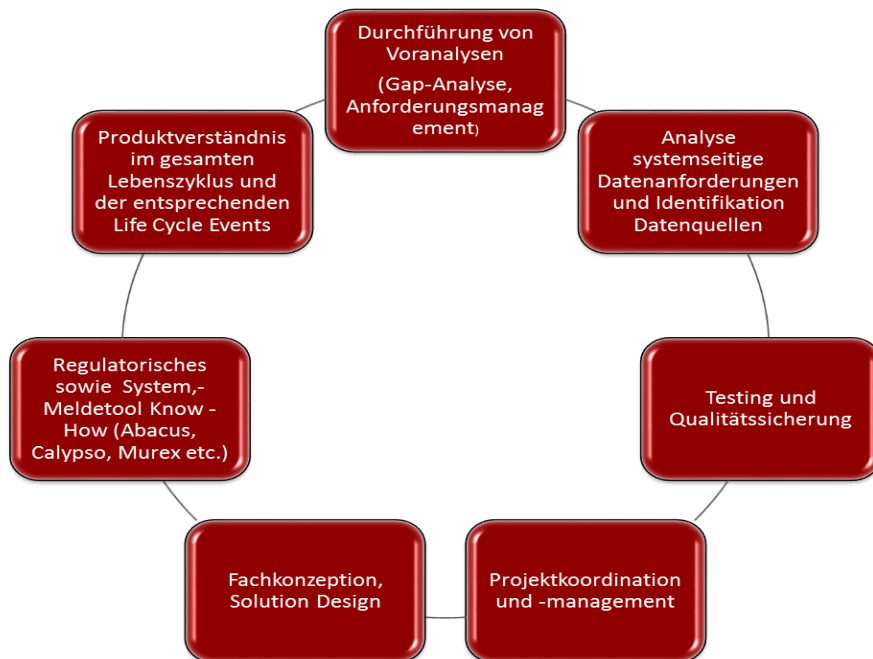 Durchführung von
Voranalysen
(Gap-Analyse,
Anforderungsmanag
ement)
Analyse
systemseitige
Datenanforderungen
und Identifikation
Datenquellen
Testing und
Qualitätssicherung
Projektkoordination
und -management
Fachkonzeption,
Solution Design
Regulatorisches
sowie System,-
Meldetool Know -
How (Abacus,
Calypso, Murex etc.)
Produktverständnis
im gesamten
Lebenszyklus und
der entsprechenden
Life Cycle Events